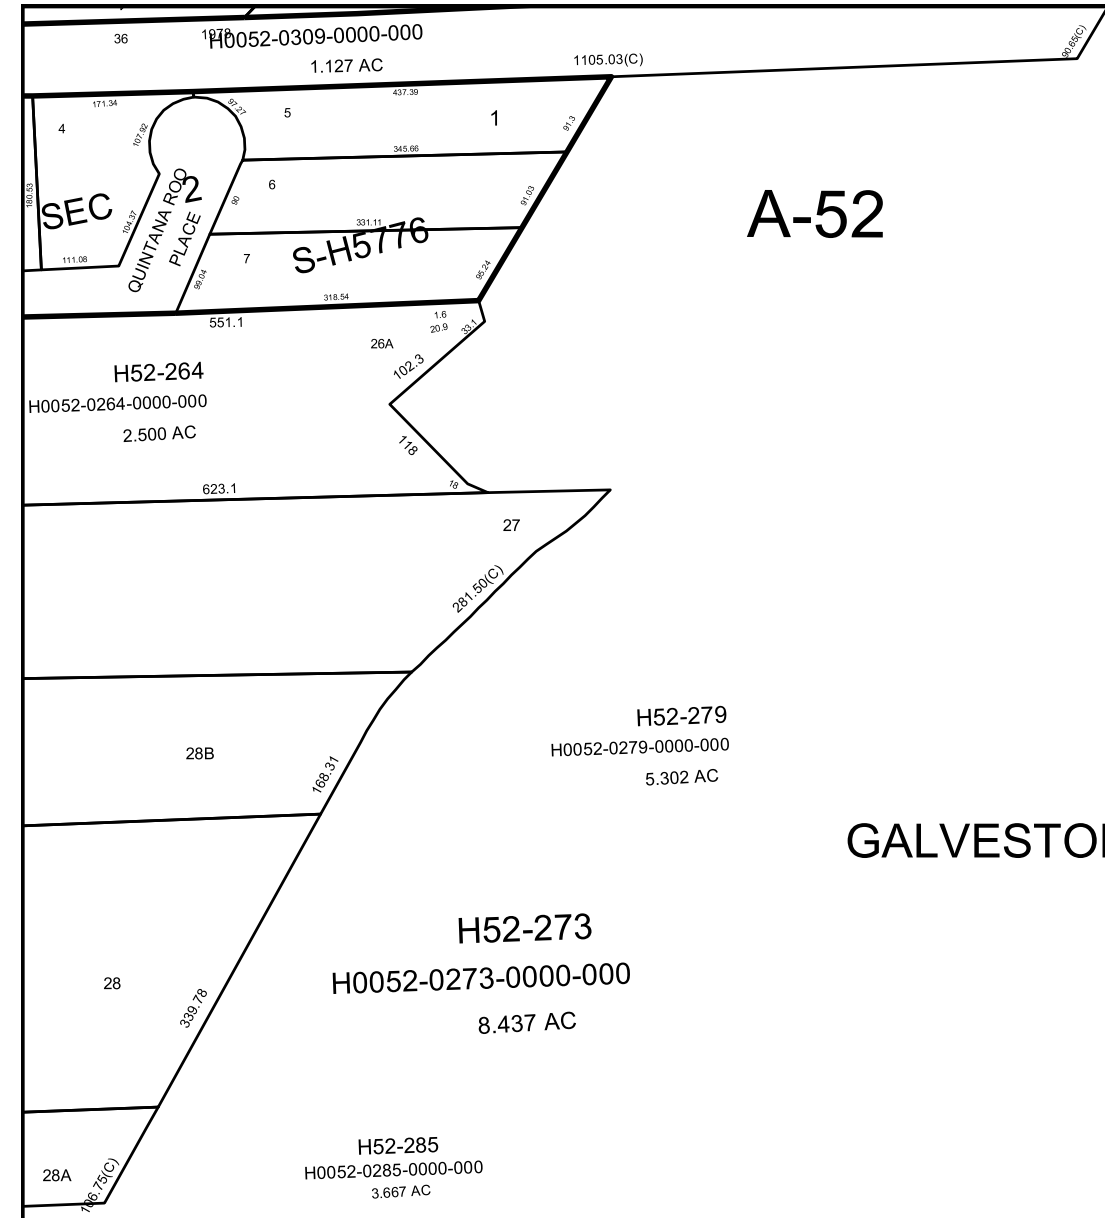 36
1978
H0052-0309-0000-000
1.127 AC
1105.03(C)
90.65(C)
171.34
97.27
437.39
4
107.92
5
1
91.3
345.66
180.53
SEC
2
6
90
91.03
104.37
QUINTANA ROO
PLACE
331.11
S-H5776
111.08
7
99.04
95.24
318.54
A-52
551.1
1.6
20.9
33.1
26A
102.3
H52-264
H0052-0264-0000-000
2.500 AC
118
18
623.1
27
281.50(C)
H52-279
H0052-0279-0000-000
5.302 AC
28B
168.31
GALVESTO
H52-273
H0052-0273-0000-000
8.437 AC
28
339.78
H52-285
H0052-0285-0000-000
3.667 AC
28A
106.75(C)